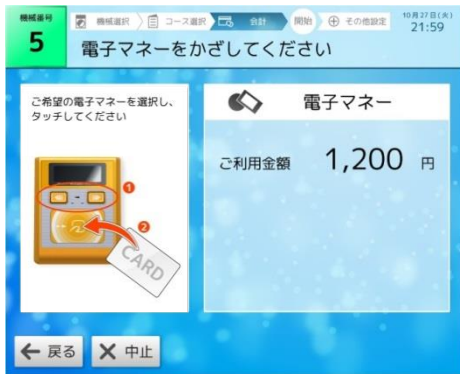 機械番号
5
機械選択
コース選択
会計
開始
その他設定
10月27日(火)
21:59
電子マネーをかざしてください
ご希望の電子マネーを選択し、
タッチしてください
1
2
CARD
電子マネー
ご利用金額 1,200 円
← 戻る
✕ 中止